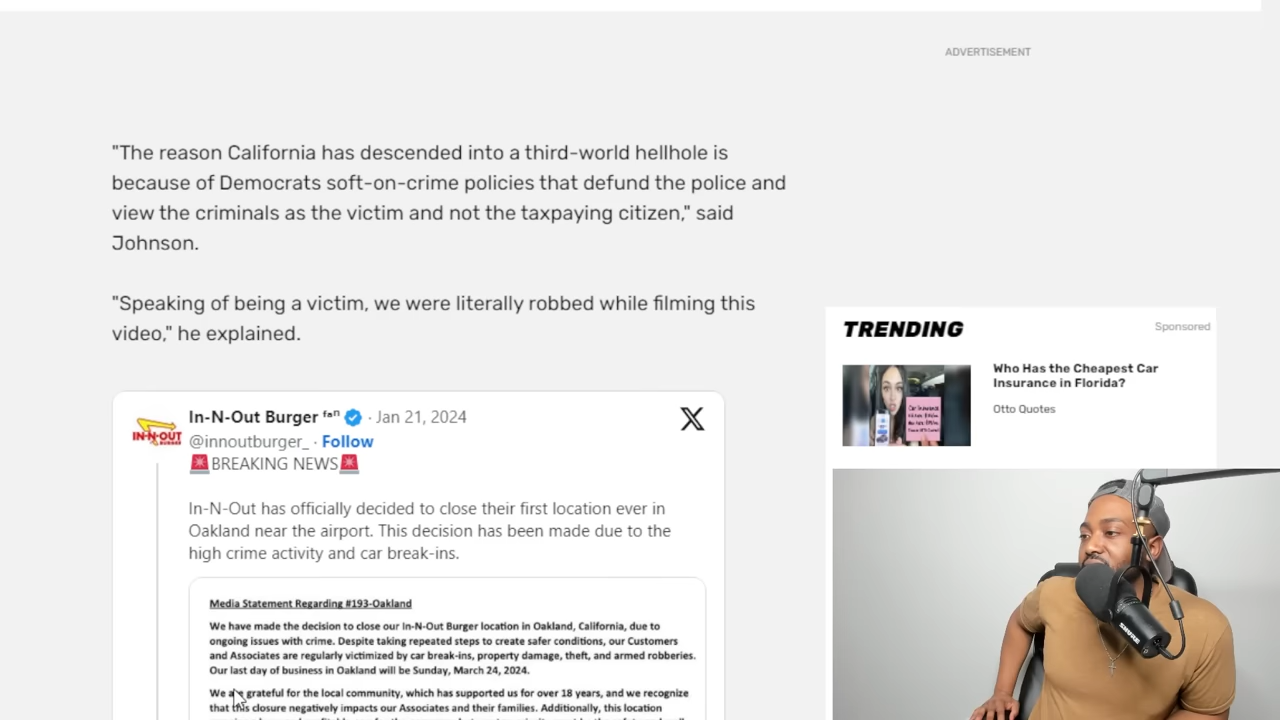 ADVERTISEMENT
"The reason California has descended into a third-world hellhole is
because of Democrats soft-on-crime policies that defund the police and
view the criminals as the victim and not the taxpaying citizen," said
Johnson.
"Speaking of being a victim, we were literally robbed while filming this
video," he explained.
In-N-Out Burger ᶠᵃⁿ · Jan 21, 2024
@innoutburger_ · Follow
🚨BREAKING NEWS🚨
In-N-Out has officially decided to close their first location ever in
Oakland near the airport. This decision has been made due to the
high crime activity and car break-ins.
Media Statement Regarding #193-Oakland
We have made the decision to close our In-N-Out Burger location in Oakland, California, due to
ongoing issues with crime. Despite taking repeated steps to create safer conditions, our Customers
and Associates are regularly victimized by car break-ins, property damage, theft, and armed robberies.
Our last day of business in Oakland will be Sunday, March 24, 2024.
We are grateful for the local community, which has supported us for over 18 years, and we recognize
that this closure negatively impacts our Associates and their families. Additionally, this location
IN-N-OUT
BURGER
TRENDING
Sponsored
Who Has the Cheapest Car
Insurance in Florida?
Otto Quotes
Car Insurance
SHURE